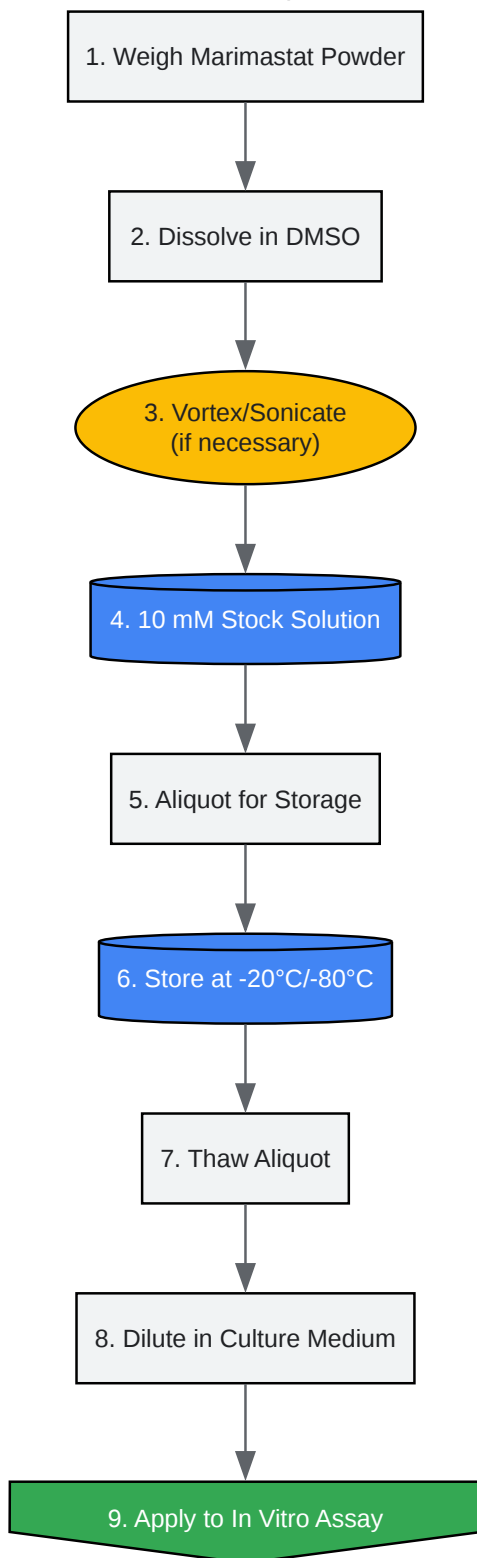 1. Weigh Marimastat Powder
2. Dissolve in DMSO
3. Vortex/Sonicate
(if necessary)
4. 10 mM Stock Solution
5. Aliquot for Storage
6. Store at -20°C/-80°C
7. Thaw Aliquot
8. Dilute in Culture Medium
9. Apply to In Vitro Assay